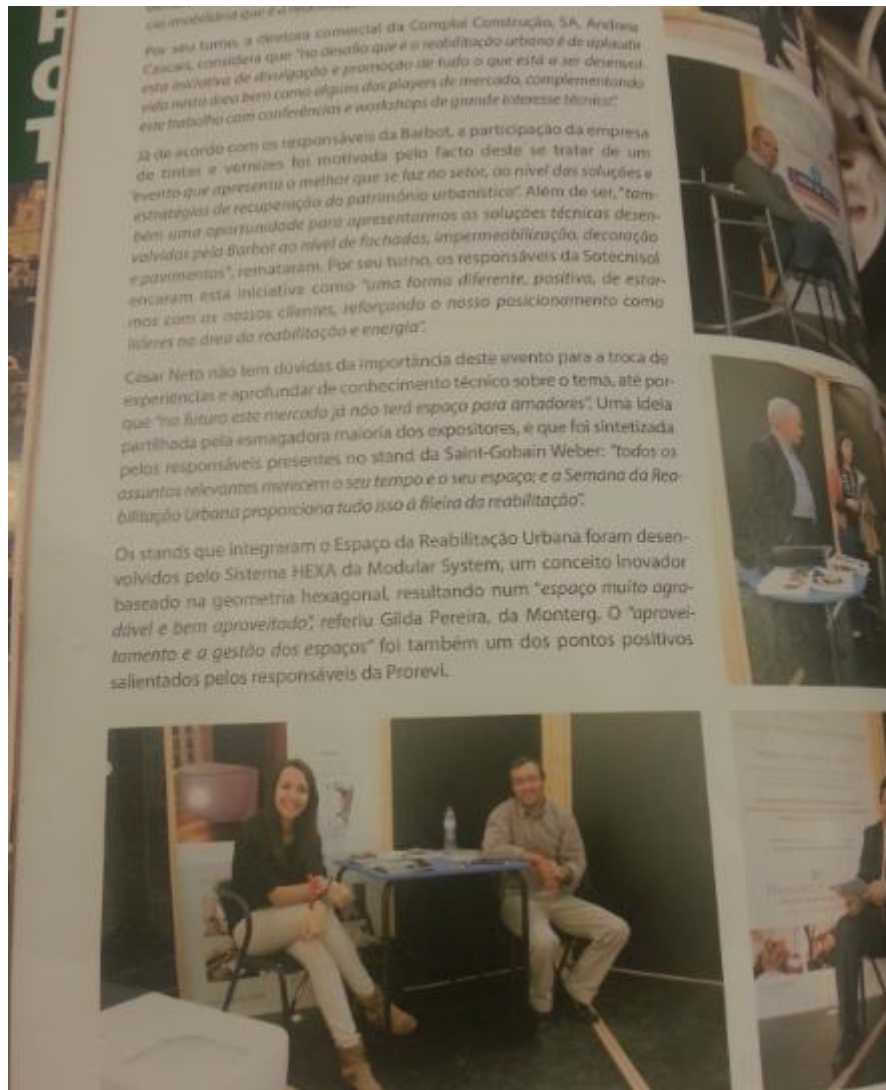 cial imobiliária que é a
Por seu turno, a diretora comercial da Complai Construção, SA, Andreia
Cascais, considera que "no desafio que é a reabilitação urbana é de aplaudir
esta iniciativa de divulgação e promoção de tudo o que está a ser desenvol-
vido nesta área bem como alguns dos players de mercado, complementando
este trabalho com conferências e workshops de grande interesse técnico".
Já de acordo com os responsáveis da Barbot, a participação da empresa
de tintas e vernizes foi motivada pelo facto deste se tratar de um
"evento que apresenta o melhor que se faz no setor, ao nível das soluções e
estratégias de recuperação do património urbanístico". Além de ser, "tam-
bém uma oportunidade para apresentarmos as soluções técnicas desen-
volvidas pela Barbot ao nível de fachadas, impermeabilização, decoração
e pavimentos", remataram. Por seu turno, os responsáveis da Sotecnisol
encaram esta iniciativa como "uma forma diferente, positiva, de estar-
mos com os nossos clientes, reforçando o nosso posicionamento como
líderes na área da reabilitação e energia".
César Neto não tem dúvidas da importância deste evento para a troca de
experiências e aprofundar de conhecimento técnico sobre o tema, até por-
que "no futuro este mercado já não terá espaço para amadores". Uma ideia
partilhada pela esmagadora maioria dos expositores, e que foi sintetizada
pelos responsáveis presentes no stand da Saint-Gobain Weber: "todos os
assuntos relevantes merecem o seu tempo e o seu espaço; e a Semana da Rea-
bilitação Urbana proporciona tudo isso à fileira da reabilitação".
Os stands que integraram o Espaço da Reabilitação Urbana foram desen-
volvidos pelo Sistema HEXA da Modular System, um conceito inovador
baseado na geometria hexagonal, resultando num "espaço muito agra-
dável e bem aproveitado", referiu Gilda Pereira, da Monterg. O "aprovei-
tamento e a gestão dos espaços" foi também um dos pontos positivos
salientados pelos responsáveis da Prorevi.